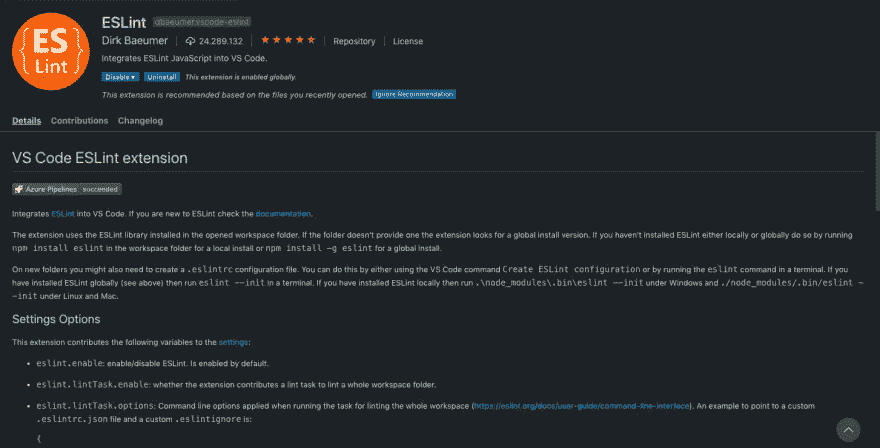 ES
Lint
ESLint dbaeumer.vscode-eslint
Dirk Baeumer 24.289.132 Repository License
Integrates ESLint JavaScript into VS Code.
Disable Uninstall This extension is enabled globally.
This extension is recommended based on the files you recently opened. Ignore Recommendation
Details Contributions Changelog
VS Code ESLint extension
Azure Pipelines succeeded
Integrates ESLint into VS Code. If you are new to ESLint check the documentation.
The extension uses the ESLint library installed in the opened workspace folder. If the folder doesn't provide one the extension looks for a global install version. If you haven't installed ESLint either locally or globally do so by running
npm install eslint in the workspace folder for a local install or npm install -g eslint for a global install.
On new folders you might also need to create a .eslintrc configuration file. You can do this by either using the VS Code command Create ESLint configuration or by running the eslint command in a terminal. If you
have installed ESLint globally (see above) then run eslint --init in a terminal. If you have installed ESLint locally then run .\node_modules\.bin\eslint --init under Windows and ./node_modules/.bin/eslint -
-init under Linux and Mac.
Settings Options
This extension contributes the following variables to the settings:
• eslint.enable: enable/disable ESLint. Is enabled by default.
• eslint.lintTask.enable: whether the extension contributes a lint task to lint a whole workspace folder.
• eslint.lintTask.options: Command line options applied when running the task for linting the whole workspace (https://eslint.org/docs/user-guide/command-line-interface). An example to point to a custom
.eslintrc.json file and a custom .eslintignore is:
{